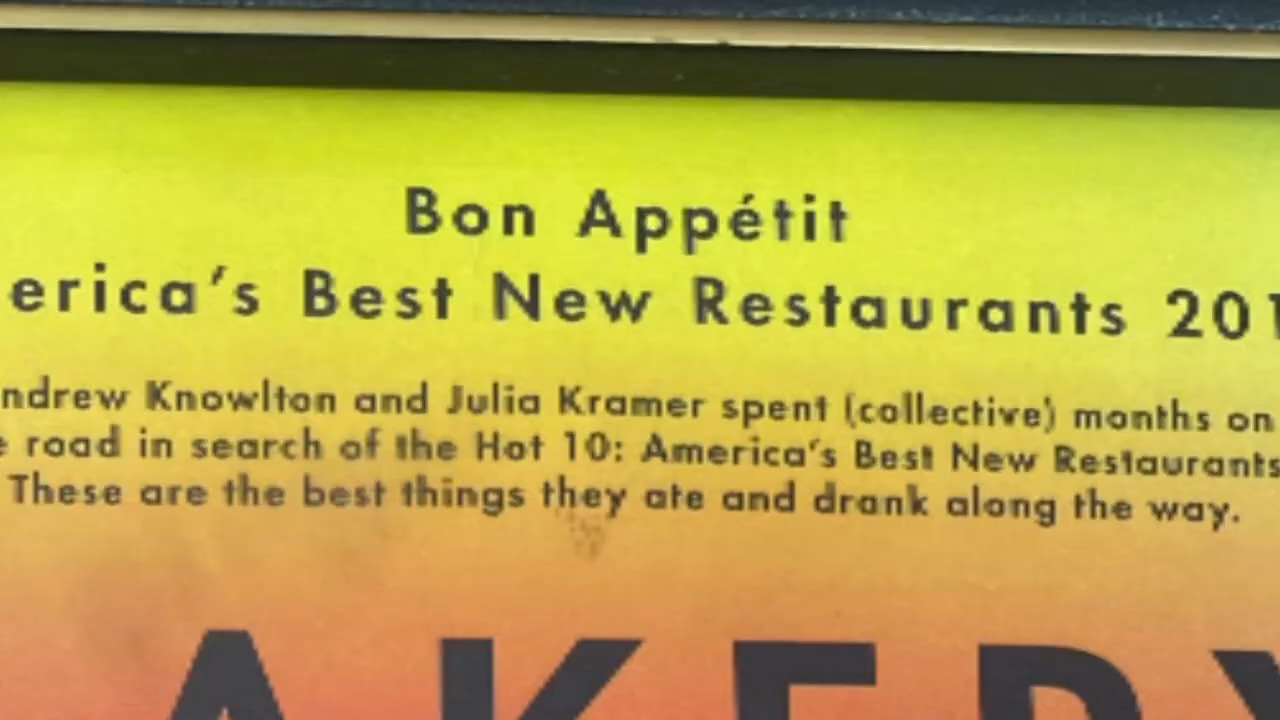 Bon Appétit
erica's Best New Restaurants 201
ndrew Knowlton and Julia Kramer spent (collective) months on
e road in search of the Hot 10: America's Best New Restaurants
These are the best things they ate and drank along the way.
AKERY